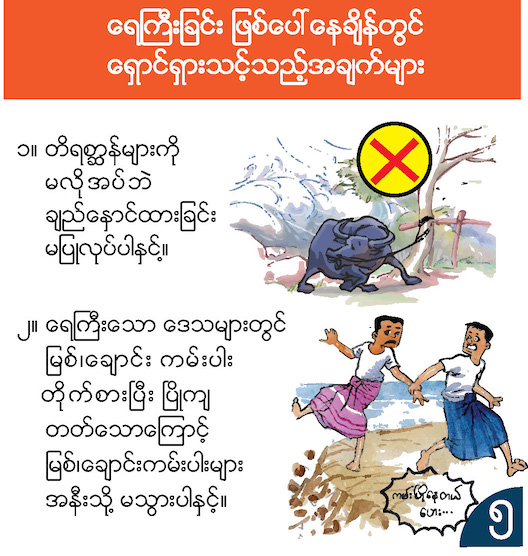 ရေကြီးခြင်း ဖြစ်ပေါ်နေချိန်တွင်
ရှောင်ရှားသင့်သည့်အချက်များ
၁။ တိရစ္ဆာန်များကို
မလိုအပ်ဘဲ
ချည်နှောင်ထားခြင်း
မပြုလုပ်ပါနှင့်။
၂။ ရေကြီးသော ဒေသများတွင်
မြစ်၊ချောင်း ကမ်းပါး
တိုက်စားပြီး ပြိုကျ
တတ်သောကြောင့်
မြစ်၊ချောင်းကမ်းပါးများ
အနီးသို့ မသွားပါနှင့်။
ကမ်းပြိုနေတယ်
ဟေး...
၅